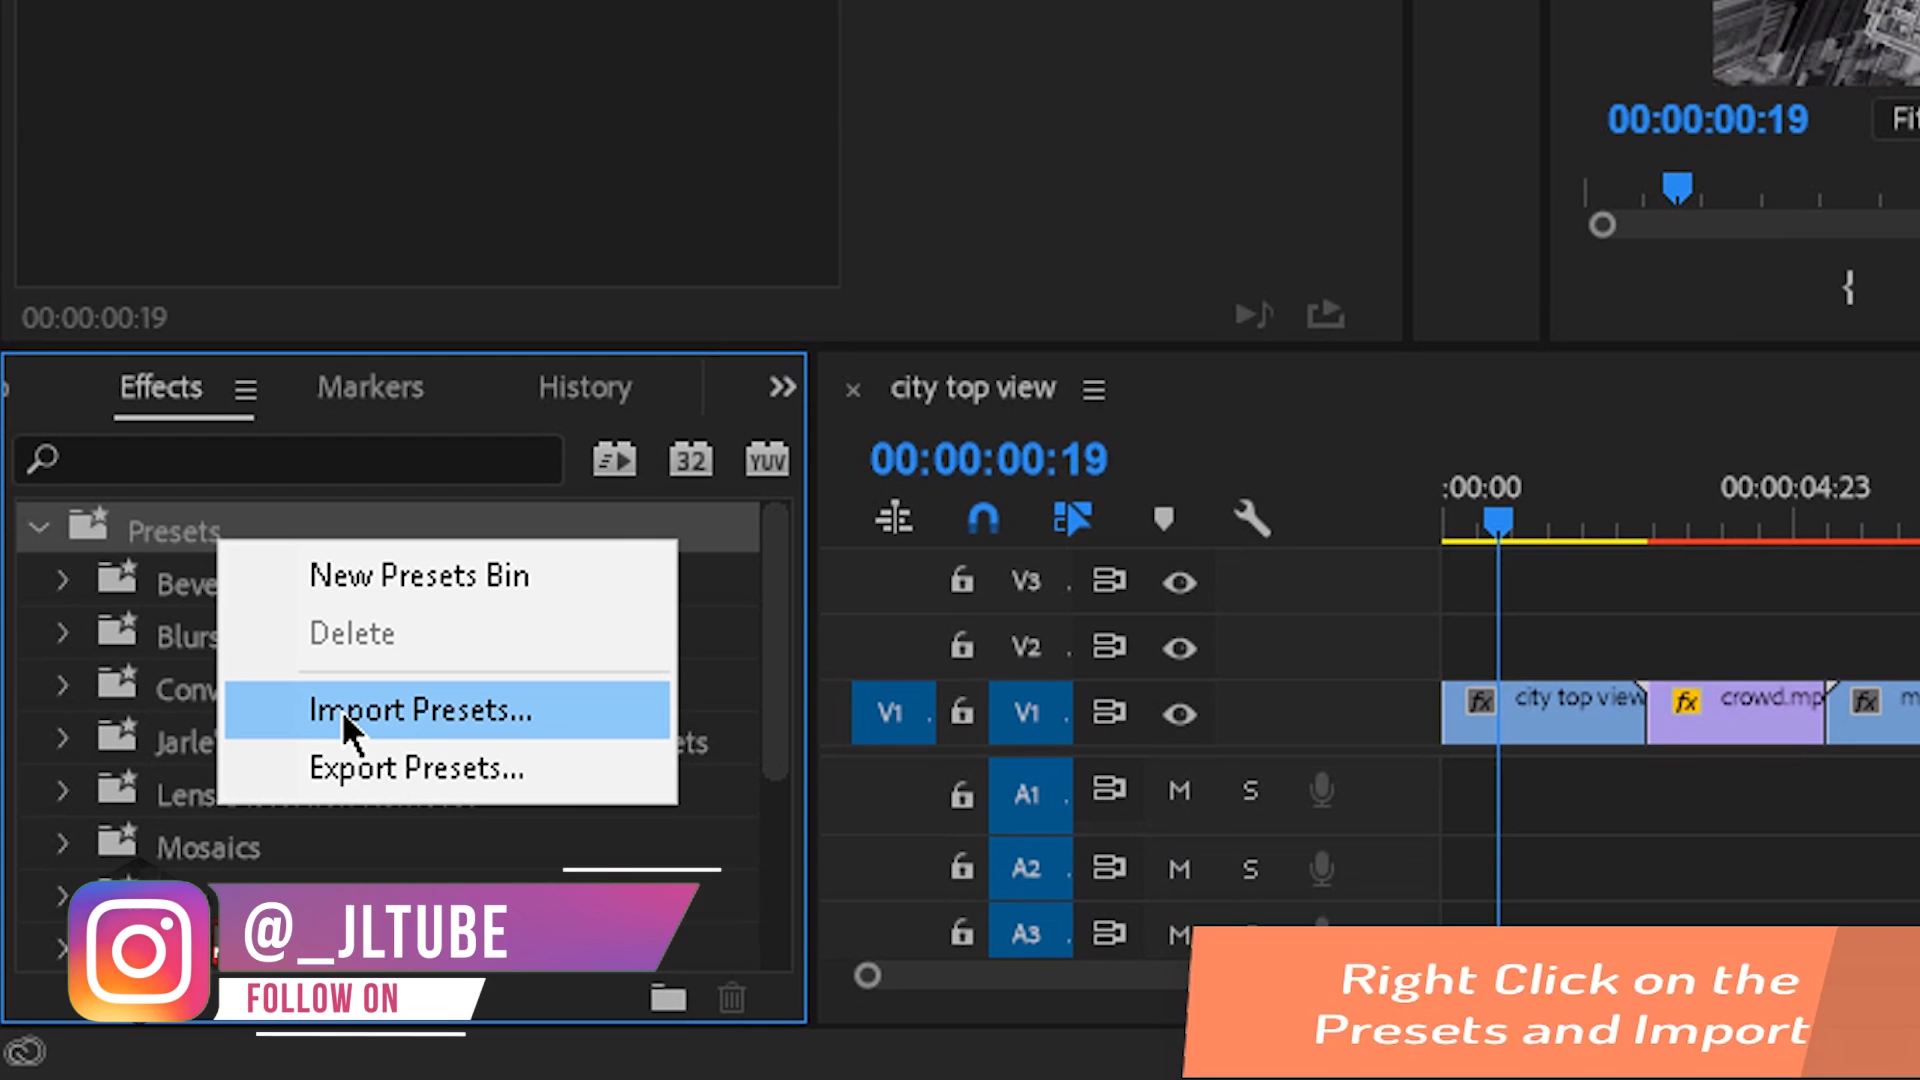 00:00:00:19
Fit
00:00:00:19
Effects
Markers
History
city top view
00:00:00:19
32
YUV
:00:00
00:00:04:23
Presets
New Presets Bin
Delete
Import Presets...
Export Presets...
Beve
Blurs
Conv
Jarle'
ets
Lens
Mosaics
V3
V2
V1
V1
fx city top view
fx crowd.mp
fx m
A1 M S
A2 M S
A3 M
@_JLTUBE
FOLLOW ON
Right Click on the
Presets and Import